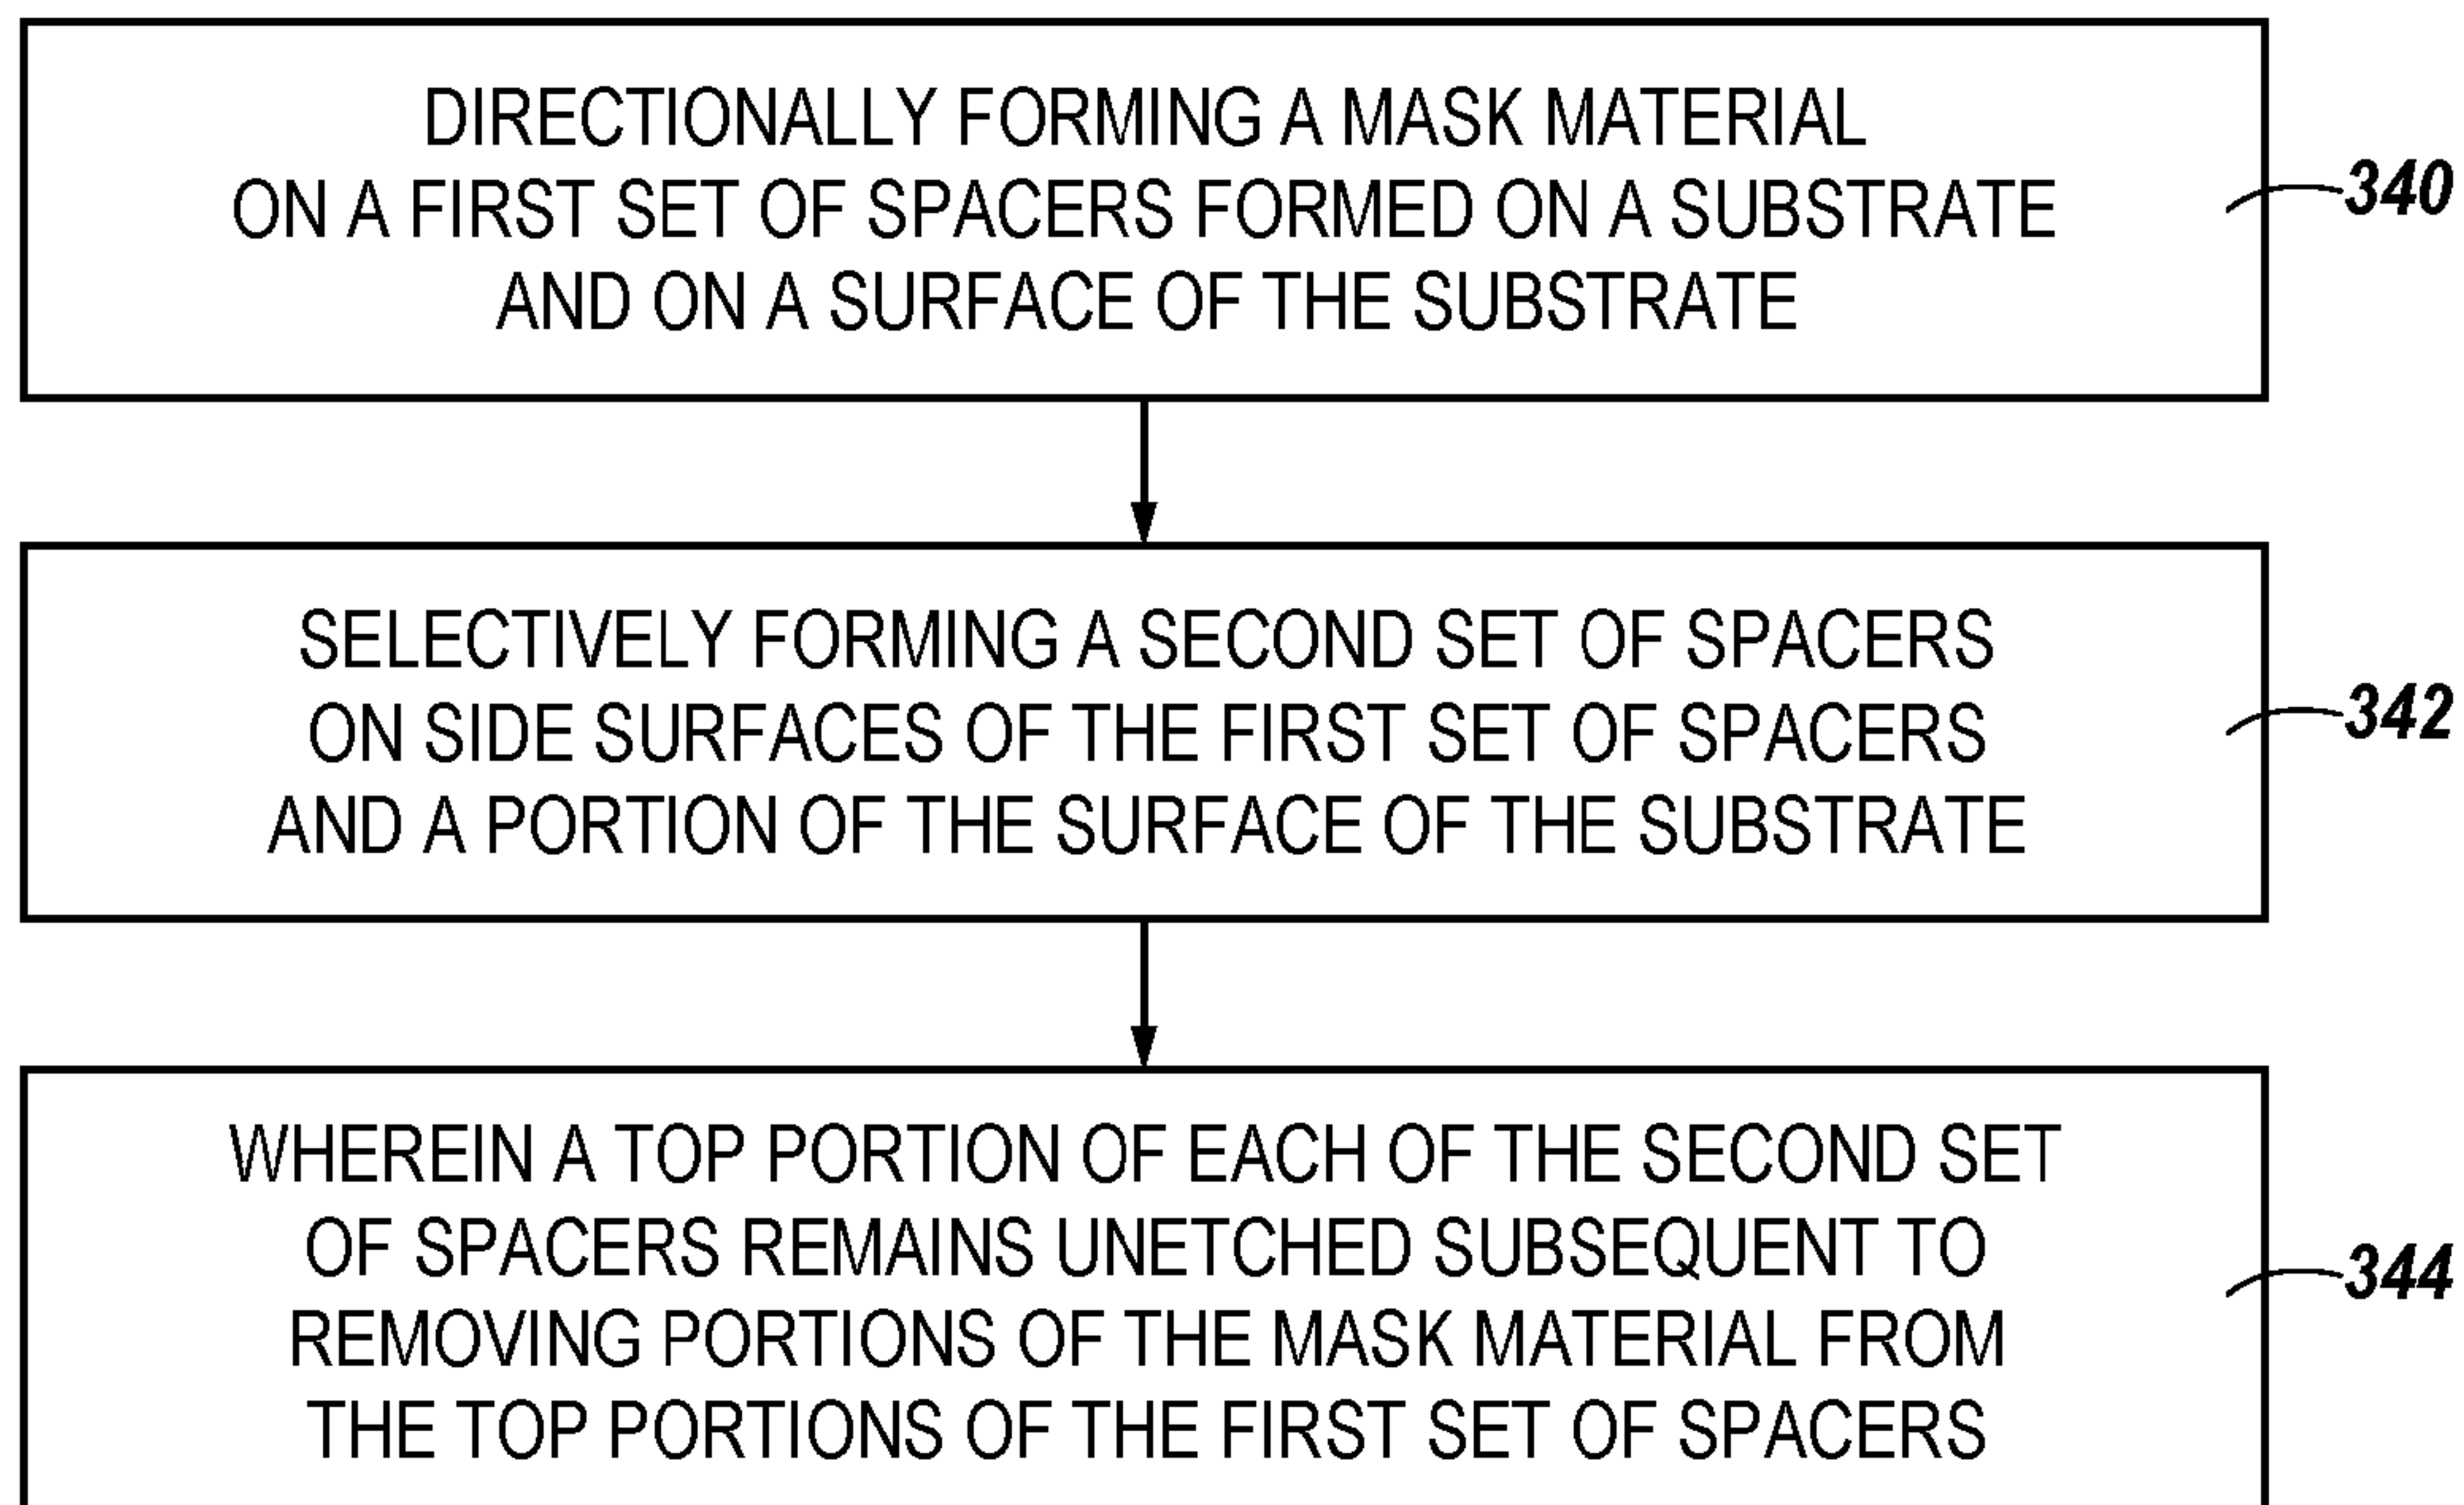 DIRECTIONALLY FORMING A MASK MATERIAL
ON A FIRST SET OF SPACERS FORMED ON A SUBSTRATE
AND ON A SURFACE OF THE SUBSTRATE
340
SELECTIVELY FORMING A SECOND SET OF SPACERS
ON SIDE SURFACES OF THE FIRST SET OF SPACERS
AND A PORTION OF THE SURFACE OF THE SUBSTRATE
342
WHEREIN A TOP PORTION OF EACH OF THE SECOND SET
OF SPACERS REMAINS UNETCHED SUBSEQUENT TO
REMOVING PORTIONS OF THE MASK MATERIAL FROM
THE TOP PORTIONS OF THE FIRST SET OF SPACERS
344